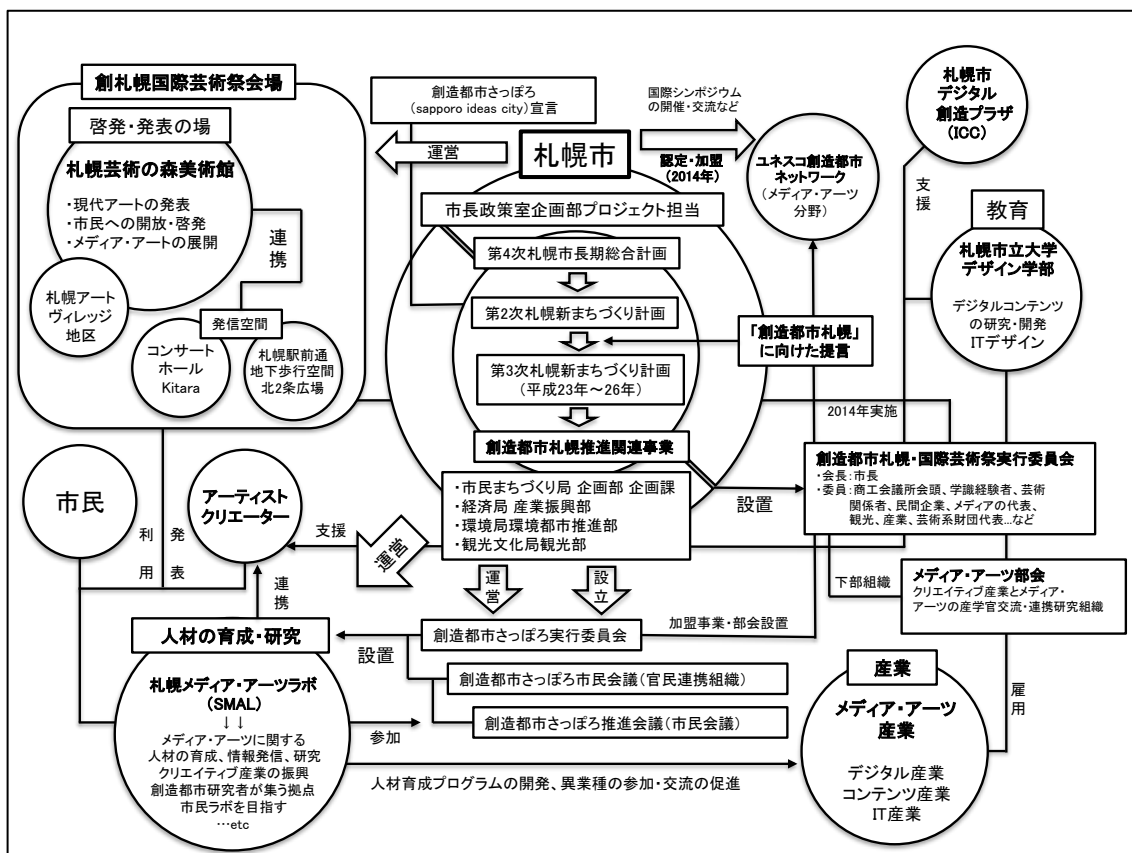 創札幌国際芸術祭会場
啓発・発表の場
札幌芸術の森美術館
・現代アートの発表
・市民への開放・啓発
・メディア・アートの展開
連携
札幌アート
ヴィレッジ
地区
発信空間
コンサート
ホール
Kitara
札幌駅前通
地下歩行空間
北2条広場
創造都市さっぽろ
(sapporo ideas city)宣言
運営
札幌市
国際シンポジウム
の開催・交流など
認定・加盟
(2014年)
ユネスコ創造都市
ネットワーク
(メディア・アーツ
分野)
札幌市
デジタル
創造プラザ
(ICC)
支援
教育
札幌市立大学
デザイン学部
デジタルコンテンツ
の研究・開発
ITデザイン
市長政策室企画部プロジェクト担当
第4次札幌市長期総合計画
第2次札幌新まちづくり計画
第3次札幌新まちづくり計画
(平成23年~26年)
創造都市札幌推進関連事業
「創造都市札幌」
に向けた提言
2014年実施
・市民まちづくり局 企画部 企画課
・経済局 産業振興部
・環境局環境都市推進部
・観光文化局観光部
設置
創造都市札幌・国際芸術祭実行委員会
・会長:市長
・委員:商工会議所会頭、学識経験者、芸術
関係者、民間企業、メディアの代表、
観光、産業、芸術系財団代表...など
市民
アーティスト
クリエーター
利用
発表
支援
運営
連携
運営
設立
下部組織
メディア・アーツ部会
クリエイティブ産業とメディア・
アーツの産学官交流・連携研究組織
人材の育成・研究
設置
創造都市さっぽろ実行委員会
加盟事業・部会設置
創造都市さっぽろ市民会議(官民連携組織)
創造都市さっぽろ推進会議(市民会議)
参加
札幌メディア・アーツラボ
(SMAL)
↓↓
メディア・アーツに関する
人材の育成、情報発信、研究
クリエイティブ産業の振興
創造都市研究者が集う拠点
市民ラボを目指す
…etc
人材育成プログラムの開発、異業種の参加・交流の促進
産業
メディア・アーツ
産業
デジタル産業
コンテンツ産業
IT産業
雇用